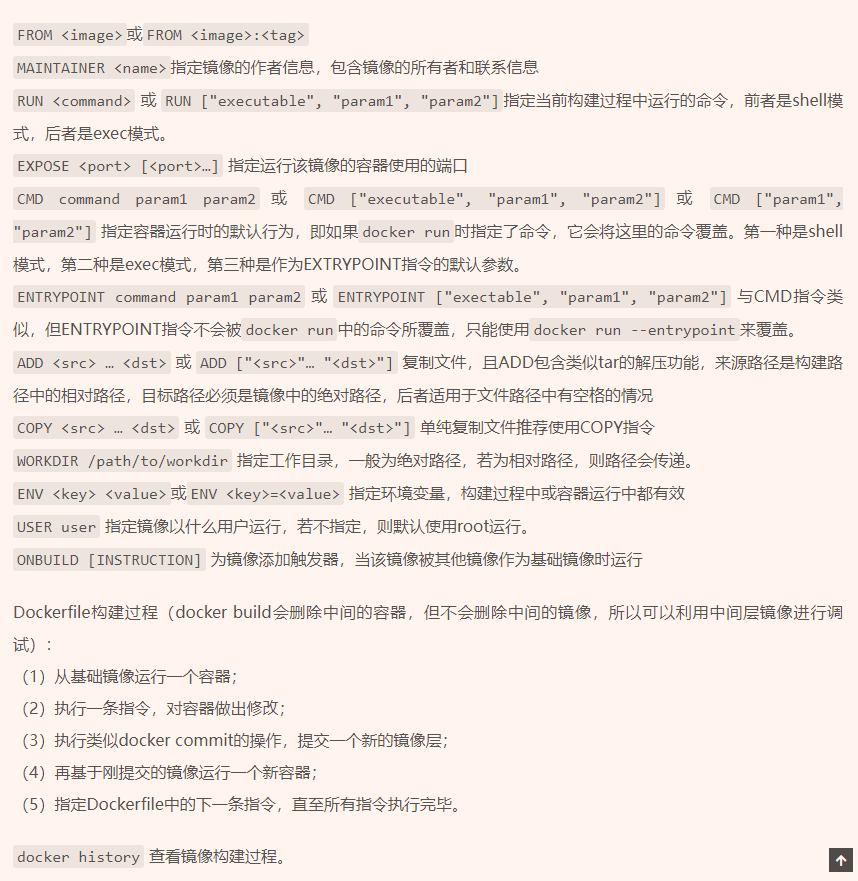 FROM <image>或FROM <image>:<tag>
MAINTAINER <name>指定镜像的作者信息，包含镜像的所有者和联系信息
RUN <command> 或 RUN ["executable", "param1", "param2"]指定当前构建过程中运行的命令，前者是shell模
式，后者是exec模式。
EXPOSE <port> [<port>…] 指定运行该镜像的容器使用的端口
CMD command param1 param2 或 CMD ["executable", "param1", "param2"] 或 CMD ["param1",
"param2"] 指定容器运行时的默认行为，即如果docker run时指定了命令，它会将这里的命令覆盖。第一种是shell
模式，第二种是exec模式，第三种是作为EXTRYPOINT指令的默认参数。
ENTRYPOINT command param1 param2 或 ENTRYPOINT ["exectable", "param1", "param2"] 与CMD指令类
似，但ENTRYPOINT指令不会被docker run中的命令所覆盖，只能使用docker run --entrypoint来覆盖。
ADD <src> … <dst> 或 ADD ["<src>"… "<dst>"] 复制文件，且ADD包含类似tar的解压功能，来源路径是构建路
径中的相对路径，目标路径必须是镜像中的绝对路径，后者适用于文件路径中有空格的情况
COPY <src> … <dst> 或 COPY ["<src>"… "<dst>"] 单纯复制文件推荐使用COPY指令
WORKDIR /path/to/workdir 指定工作目录，一般为绝对路径，若为相对路径，则路径会传递。
ENV <key> <value>或ENV <key>=<value> 指定环境变量，构建过程中或容器运行中都有效
USER user 指定镜像以什么用户运行，若不指定，则默认使用root运行。
ONBUILD [INSTRUCTION] 为镜像添加触发器，当该镜像被其他镜像作为基础镜像时运行
Dockerfile构建过程（docker build会删除中间的容器，但不会删除中间的镜像，所以可以利用中间层镜像进行调
试）:
（1）从基础镜像运行一个容器；
（2）执行一条指令，对容器做出修改；
（3）执行类似docker commit的操作，提交一个新的镜像层；
（4）再基于刚提交的镜像运行一个新容器；
（5）指定Dockerfile中的下一条指令，直至所有指令执行完毕。
docker history 查看镜像构建过程。